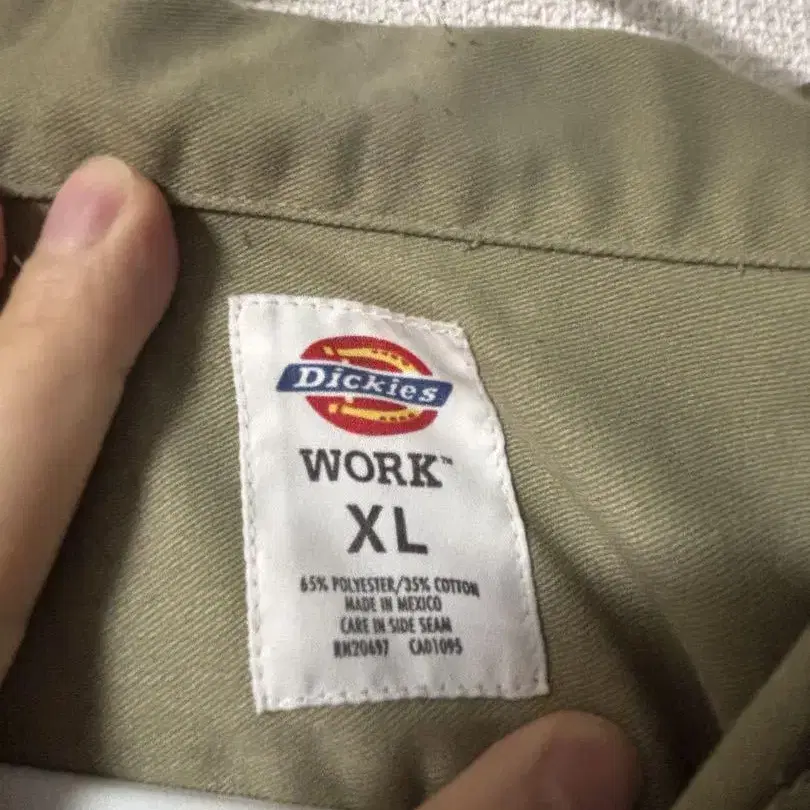 Dickies
WORK™
XL
65% POLYESTER/35% COTTON
MADE IN MEXICO
CARE IN SIDE SEAM
RN20697 CA01095